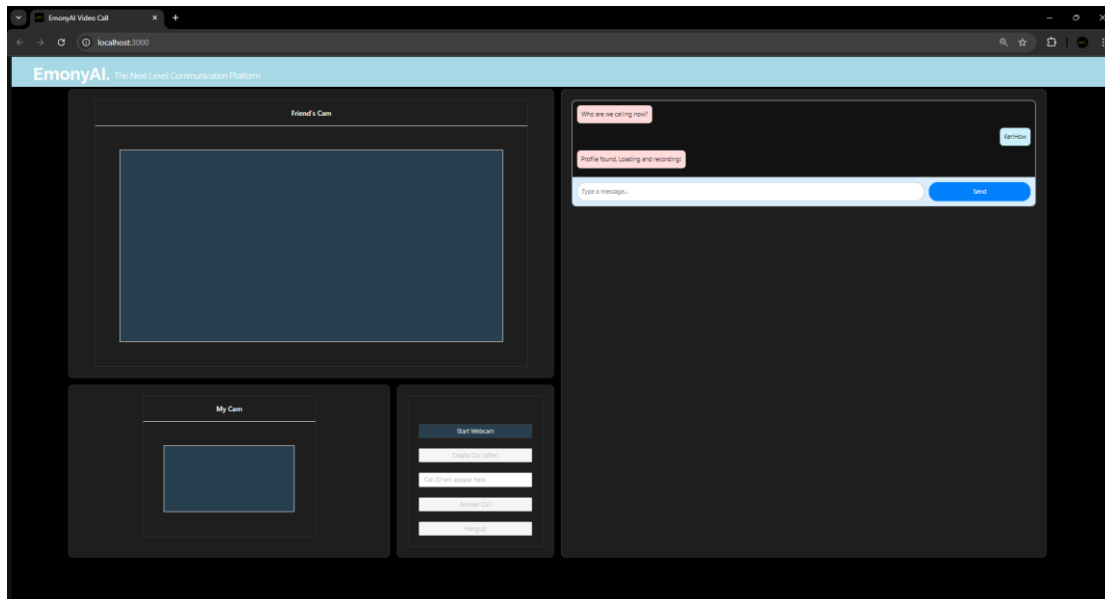 EmonyAI Video Call
localhost:3000
EmonyAI. The Next Level Communication Platform
Friend's Cam
Who are we calling now?
KenHow
Profile found. Loading and recording!
Type a message...
Send
My Cam
Start Webcam
Create Call (offer)
Call ID will appear here
Answer Call
Hangup